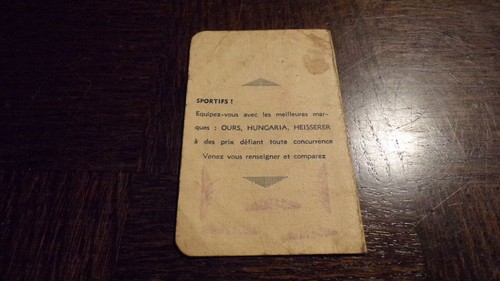 SPORTIFS !
Equipez-vous avec les meilleures mar-
ques : OURS, HUNGARIA, HEISSERER
à des prix défiant toute concurrence
Venez vous renseigner et comparez